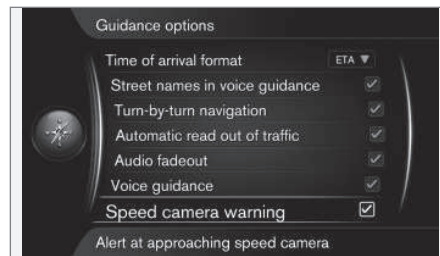 Guidance options
Time of arrival format ETA
Street names in voice guidance
Turn-by-turn navigation
Automatic read out of traffic
Audio fadeout
Voice guidance
Speed camera warning
Alert at approaching speed camera